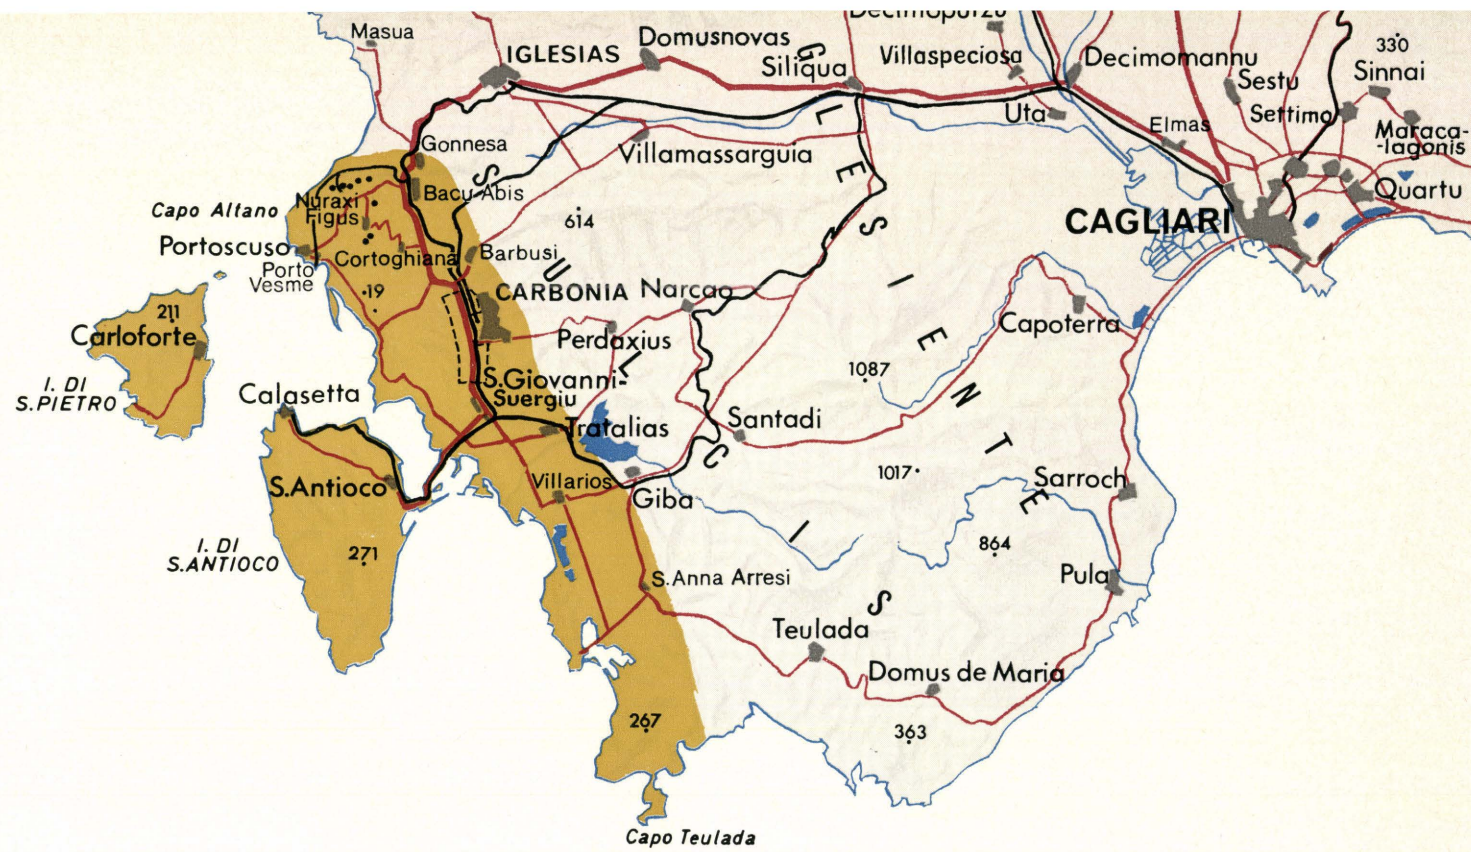 Decimoputzu
Masua
IGLESIAS
Domusnovas
Siliqua
Villaspeciosa
Decimomannu
330
Sinnai
Sestu
Settimo
Uta
Elmas
Maraca-
-lagonis
Gonnesa
Villamassarguia
Bacu Abis
Quartu
Nuraxi
Figus
Capo Altano
614
CAGLIARI
Portoscuso
Cortoghiana
Barbusi
Porto
Vesme
19
CARBONIA
Narcao
211
Carloforte
Perdaxius
Capoterra
I. DI
S.PIETRO
Calasetta
S.Giovanni-
Suergiu
1087
Tratalias
Santadi
S.Antioco
Villarios
Giba
1017
Sarroch
I. DI
S.ANTIOCO
271
864
S.Anna Arresi
Pula
Teulada
Domus de Maria
267
363
Capo Teulada
SULCIS
IGLESIENTE